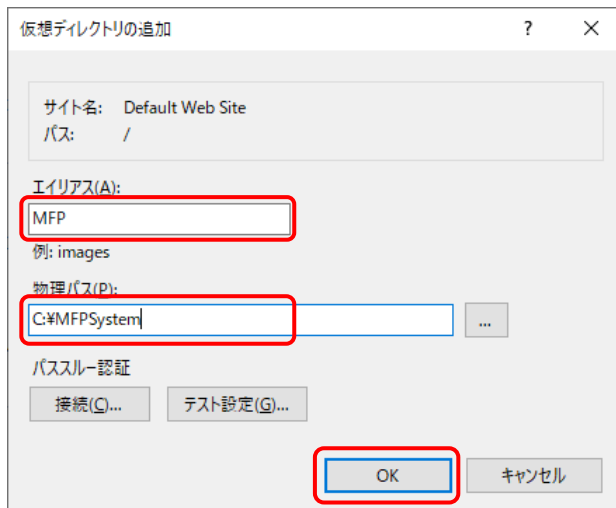 仮想ディレクトリの追加
?
サイト名: Default Web Site
パス: /
エイリアス(A):
MFP
例: images
物理パス(P):
C:¥MFPSystem
...
パススルー認証
接続(C)...
テスト設定(G)...
OK
キャンセル